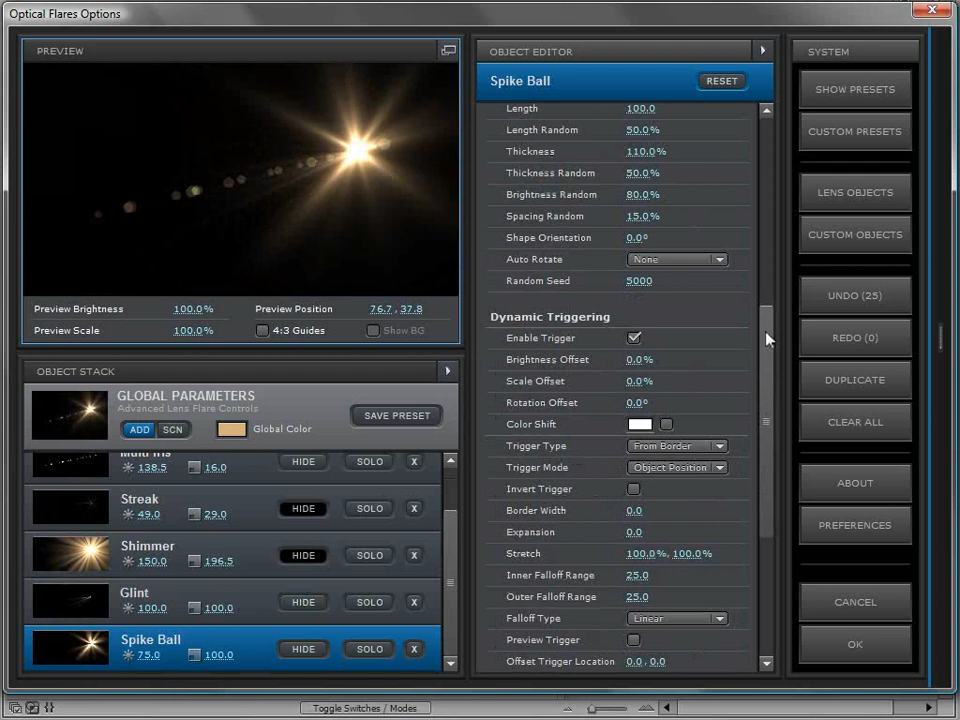 Optical Flares Options
PREVIEW
Preview Brightness 100.0% Preview Position 76.7 , 37.8
Preview Scale 100.0% 4:3 Guides Show BG
OBJECT STACK
GLOBAL PARAMETERS
Advanced Lens Flare Controls
SAVE PRESET
ADD SCN Global Color
Multi Iris
138.5 16.0 HIDE SOLO X
Streak
49.0 29.0 HIDE SOLO X
Shimmer
150.0 196.5 HIDE SOLO X
Glint
100.0 100.0 HIDE SOLO X
Spike Ball
75.0 100.0 HIDE SOLO X
OBJECT EDITOR
Spike Ball RESET
Length 100.0
Length Random 50.0%
Thickness 110.0%
Thickness Random 50.0%
Brightness Random 80.0%
Spacing Random 15.0%
Shape Orientation 0.0°
Auto Rotate None
Random Seed 5000
Dynamic Triggering
Enable Trigger
Brightness Offset 0.0%
Scale Offset 0.0%
Rotation Offset 0.0°
Color Shift
Trigger Type From Border
Trigger Mode Object Position
Invert Trigger
Border Width 0.0
Expansion 0.0
Stretch 100.0%, 100.0%
Inner Falloff Range 25.0
Outer Falloff Range 25.0
Falloff Type Linear
Preview Trigger
Offset Trigger Location 0.0, 0.0
SYSTEM
SHOW PRESETS
CUSTOM PRESETS
LENS OBJECTS
CUSTOM OBJECTS
UNDO (25)
REDO (0)
DUPLICATE
CLEAR ALL
ABOUT
PREFERENCES
CANCEL
OK
Toggle Switches / Modes